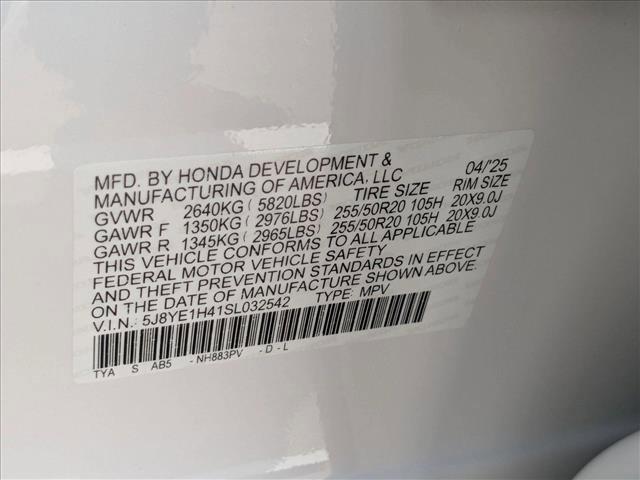 MFD. BY HONDA DEVELOPMENT & 04/'25
MANUFACTURING OF AMERICA, LLC
TIRE SIZE RIM SIZE
GVWR 2640KG (5820LBS)
GAWR F 1350KG (2976LBS) 255/50R20 105H 20X9.0J
GAWR R 1345KG (2965LBS) 255/50R20 105H 20X9.0J
THIS VEHICLE CONFORMS TO ALL APPLICABLE
FEDERAL MOTOR VEHICLE SAFETY
AND THEFT PREVENTION STANDARDS IN EFFECT
ON THE DATE OF MANUFACTURE SHOWN ABOVE.
V.I.N.: 5J8YE1H41SL032542 TYPE: MPV
TYA S AB5 -NH883PV -D-L